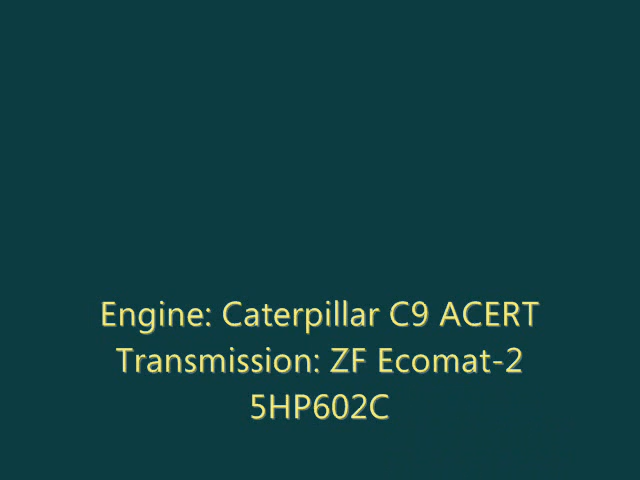 Engine: Caterpillar C9 ACERT
Transmission: ZF Ecomat-2
5HP602C